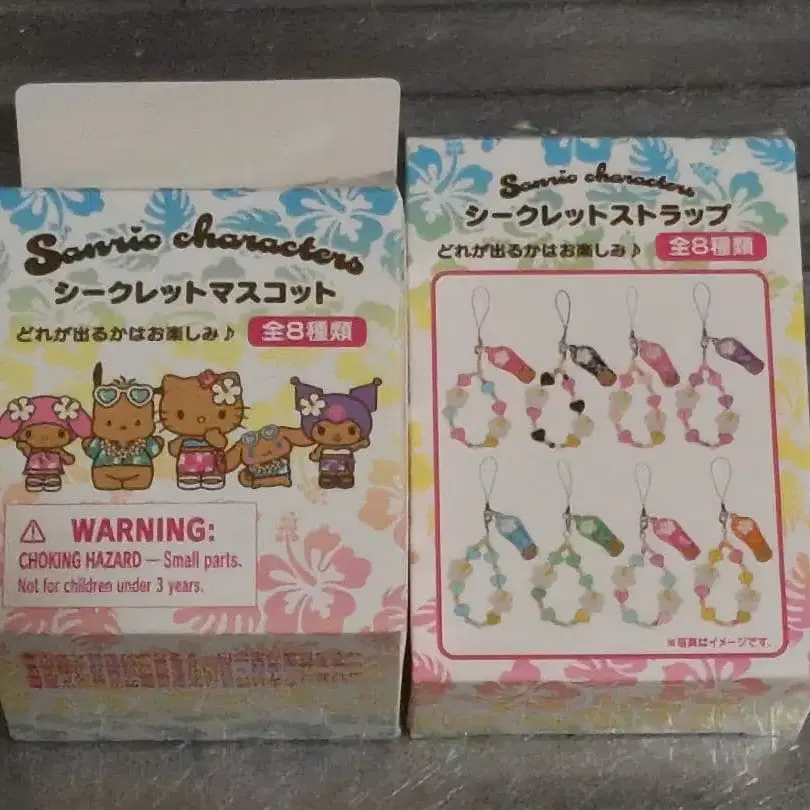 Sanrio characters
シークレットマスコット
どれが出るかはお楽しみ♪ 全8種類
⚠ WARNING:
CHOKING HAZARD — Small parts.
Not for children under 3 years.
Sanrio characters
シークレットストラップ
どれが出るかはお楽しみ♪ 全8種類
※写真はイメージです。